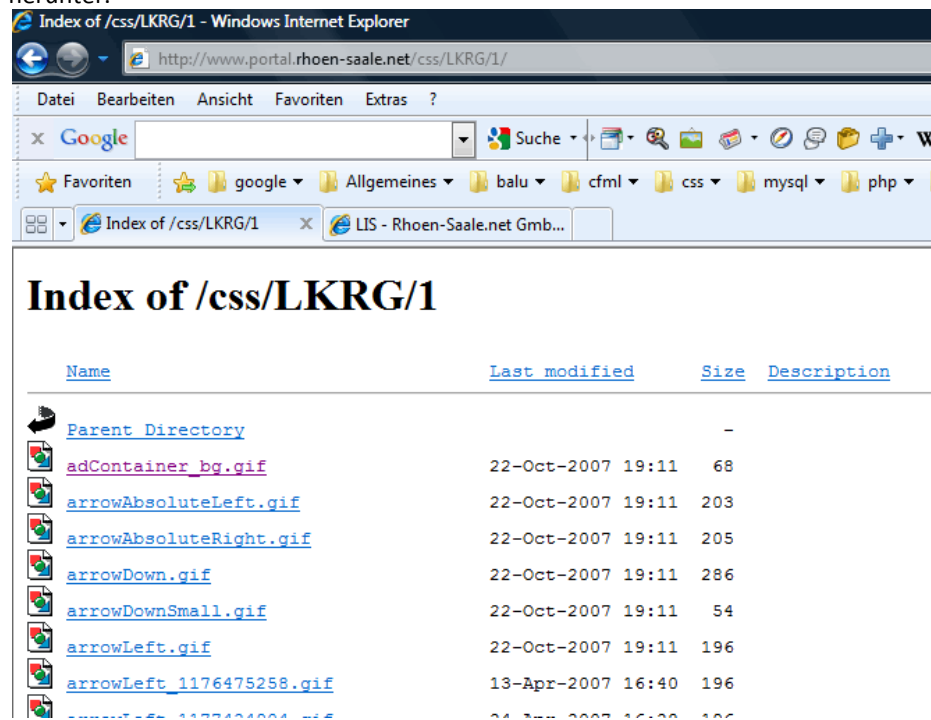 herunter.
Index of /css/LKRG/1 - Windows Internet Explorer
http://www.portal.rhoen-saale.net/css/LKRG/1/
Datei Bearbeiten Ansicht Favoriten Extras ?
x Google Suche
Favoriten google Allgemeines balu cfml css mysql php
Index of /css/LKRG/1 X LIS - Rhoen-Saale.net Gmb...
Index of /css/LKRG/1
Name Last modified Size Description
Parent Directory -
adContainer_bg.gif 22-Oct-2007 19:11 68
arrowAbsoluteLeft.gif 22-Oct-2007 19:11 203
arrowAbsoluteRight.gif 22-Oct-2007 19:11 205
arrowDown.gif 22-Oct-2007 19:11 286
arrowDownSmall.gif 22-Oct-2007 19:11 54
arrowLeft.gif 22-Oct-2007 19:11 196
arrowLeft_1176475258.gif 13-Apr-2007 16:40 196